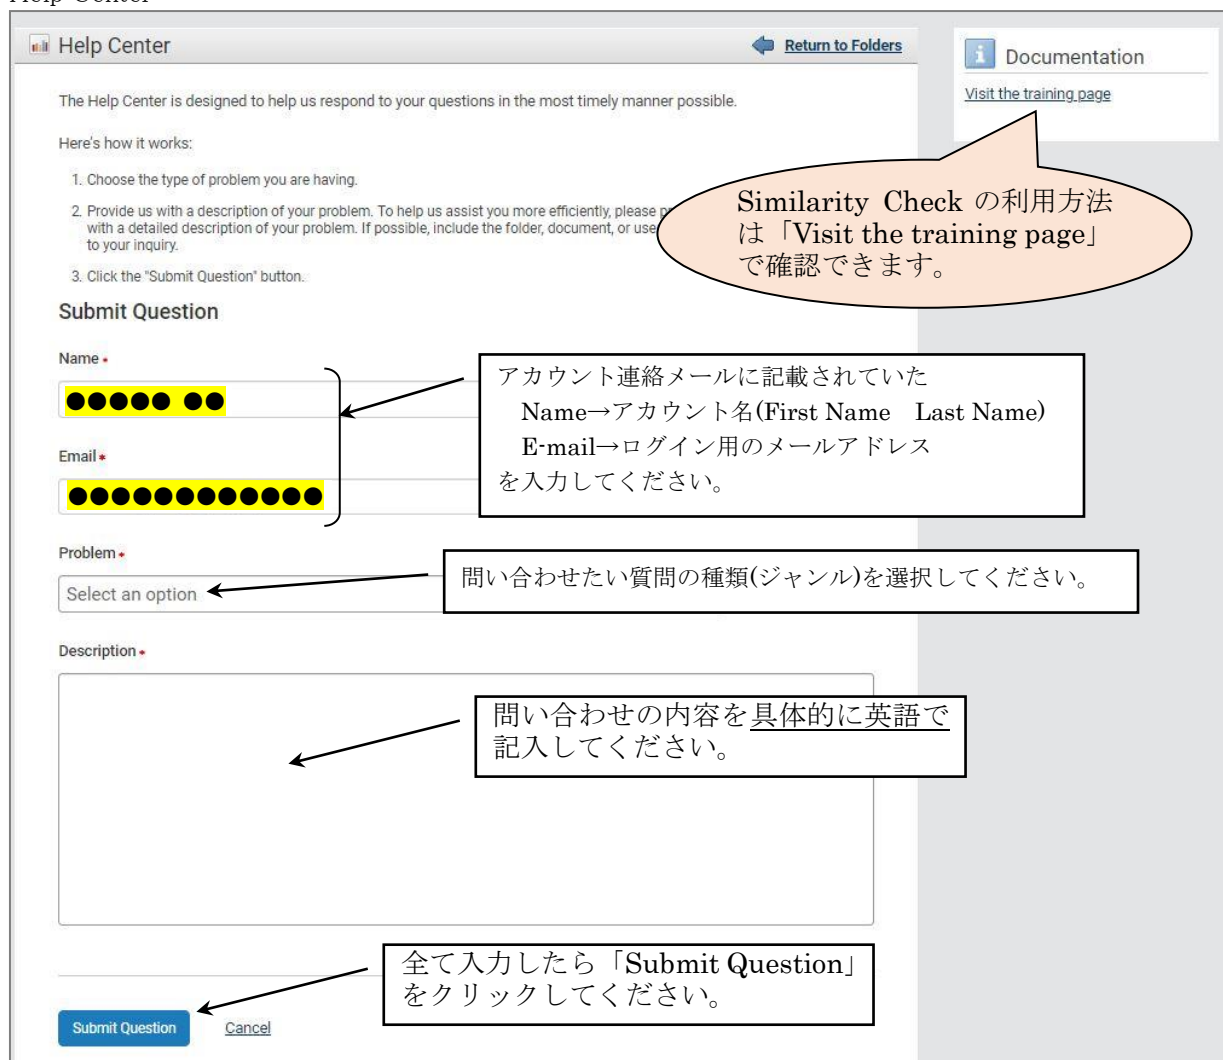 Help Center
Help Center
Return to Folders
Documentation
Visit the training page
The Help Center is designed to help us respond to your questions in the most timely manner possible.
Here's how it works:
1. Choose the type of problem you are having.
2. Provide us with a description of your problem. To help us assist you more efficiently, please
with a detailed description of your problem. If possible, include the folder, document, or
to your inquiry.
3. Click the "Submit Question" button.
Similarity Check の利用方法
は「Visit the training page」
で確認できます。
Submit Question
Name
●●●●● ●●
Email
●●●●●●●●●●●●
アカウント連絡メールに記載されていた
Name→アカウント名(First Name Last Name)
E-mail→ログイン用のメールアドレス
を入力してください。
Problem
Select an option
問い合わせたい質問の種類(ジャンル)を選択してください。
Description
問い合わせの内容を具体的に英語で
記入してください。
全て入力したら「Submit Question」
をクリックしてください。
Submit Question
Cancel